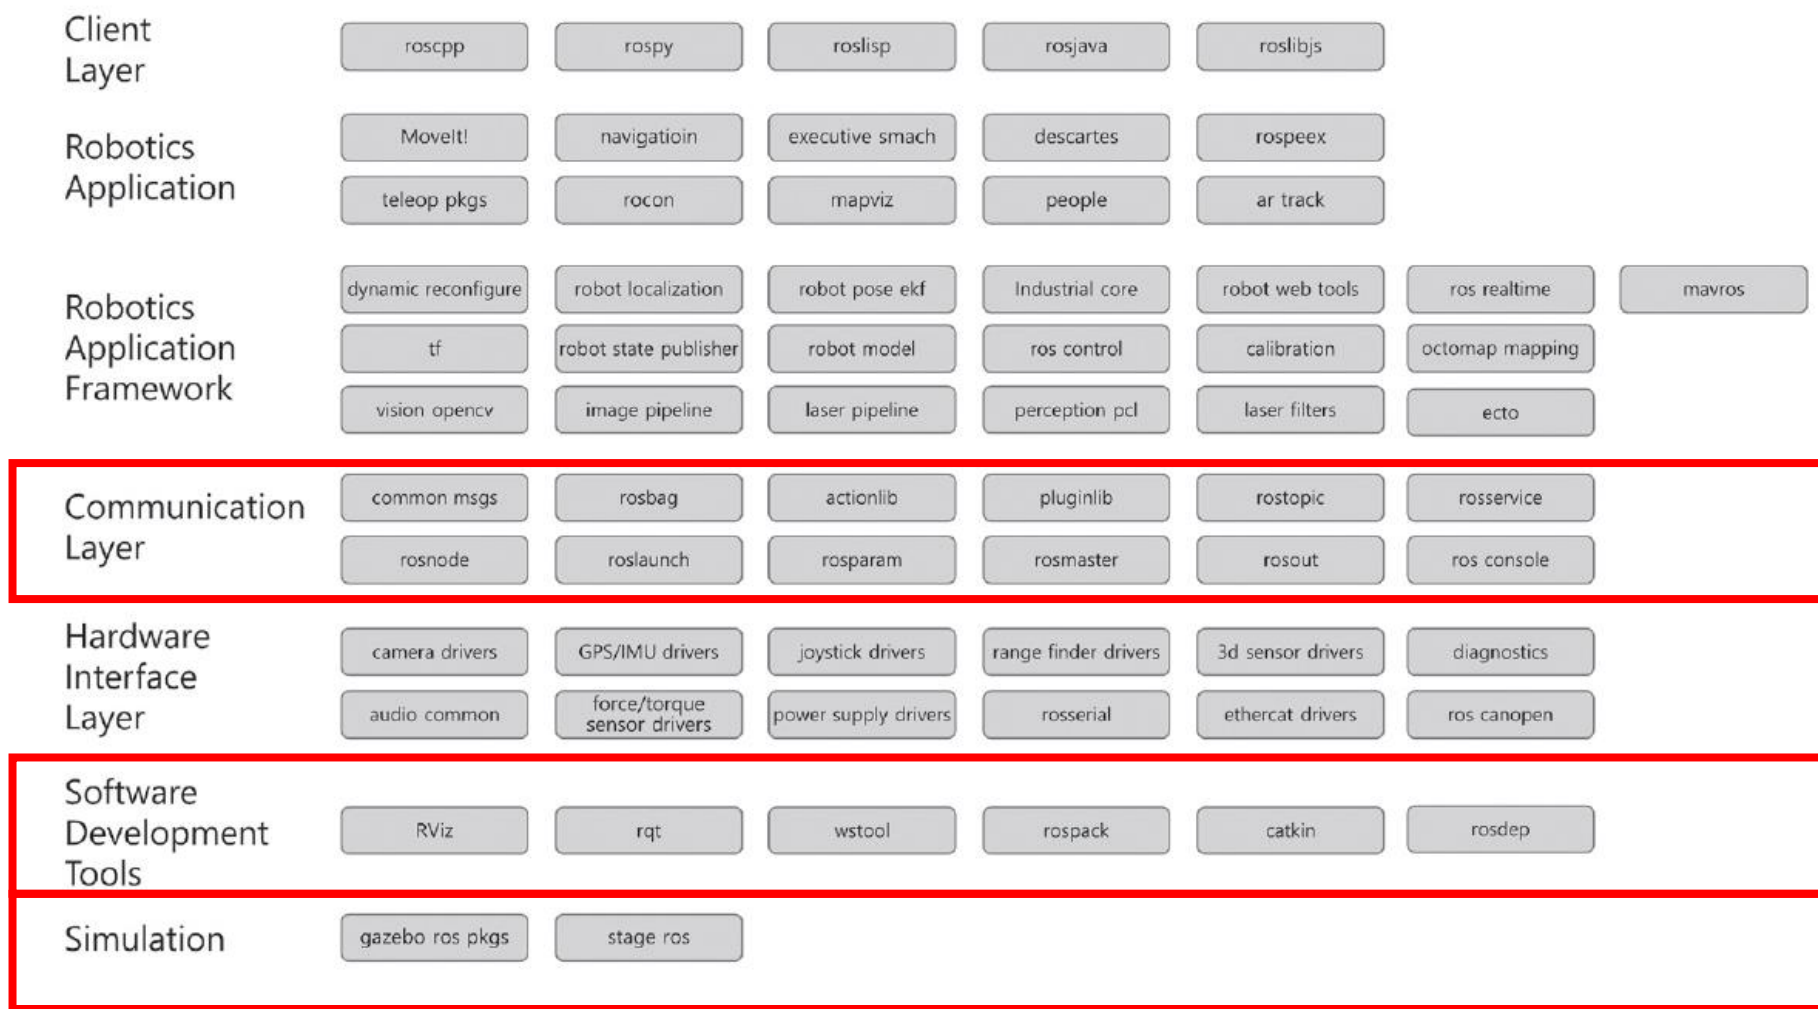 Client
Layer
roscpp rospy roslisp rosjava roslibjs
Robotics
Application
MoveIt! navigatioin executive smach descartes rospeex
teleop pkgs rocon mapviz people ar track
Robotics
Application
Framework
dynamic reconfigure robot localization robot pose ekf Industrial core robot web tools ros realtime mavros
tf robot state publisher robot model ros control calibration octomap mapping
vision opencv image pipeline laser pipeline perception pcl laser filters ecto
Communication
Layer
common msgs rosbag actionlib pluginlib rostopic rosservice
rosnode roslaunch rosparam rosmaster rosout ros console
Hardware
Interface
Layer
camera drivers GPS/IMU drivers joystick drivers range finder drivers 3d sensor drivers diagnostics
audio common force/torque sensor drivers power supply drivers rosserial ethercat drivers ros canopen
Software
Development
Tools
RViz rqt wstool rospack catkin rosdep
Simulation
gazebo ros pkgs stage ros